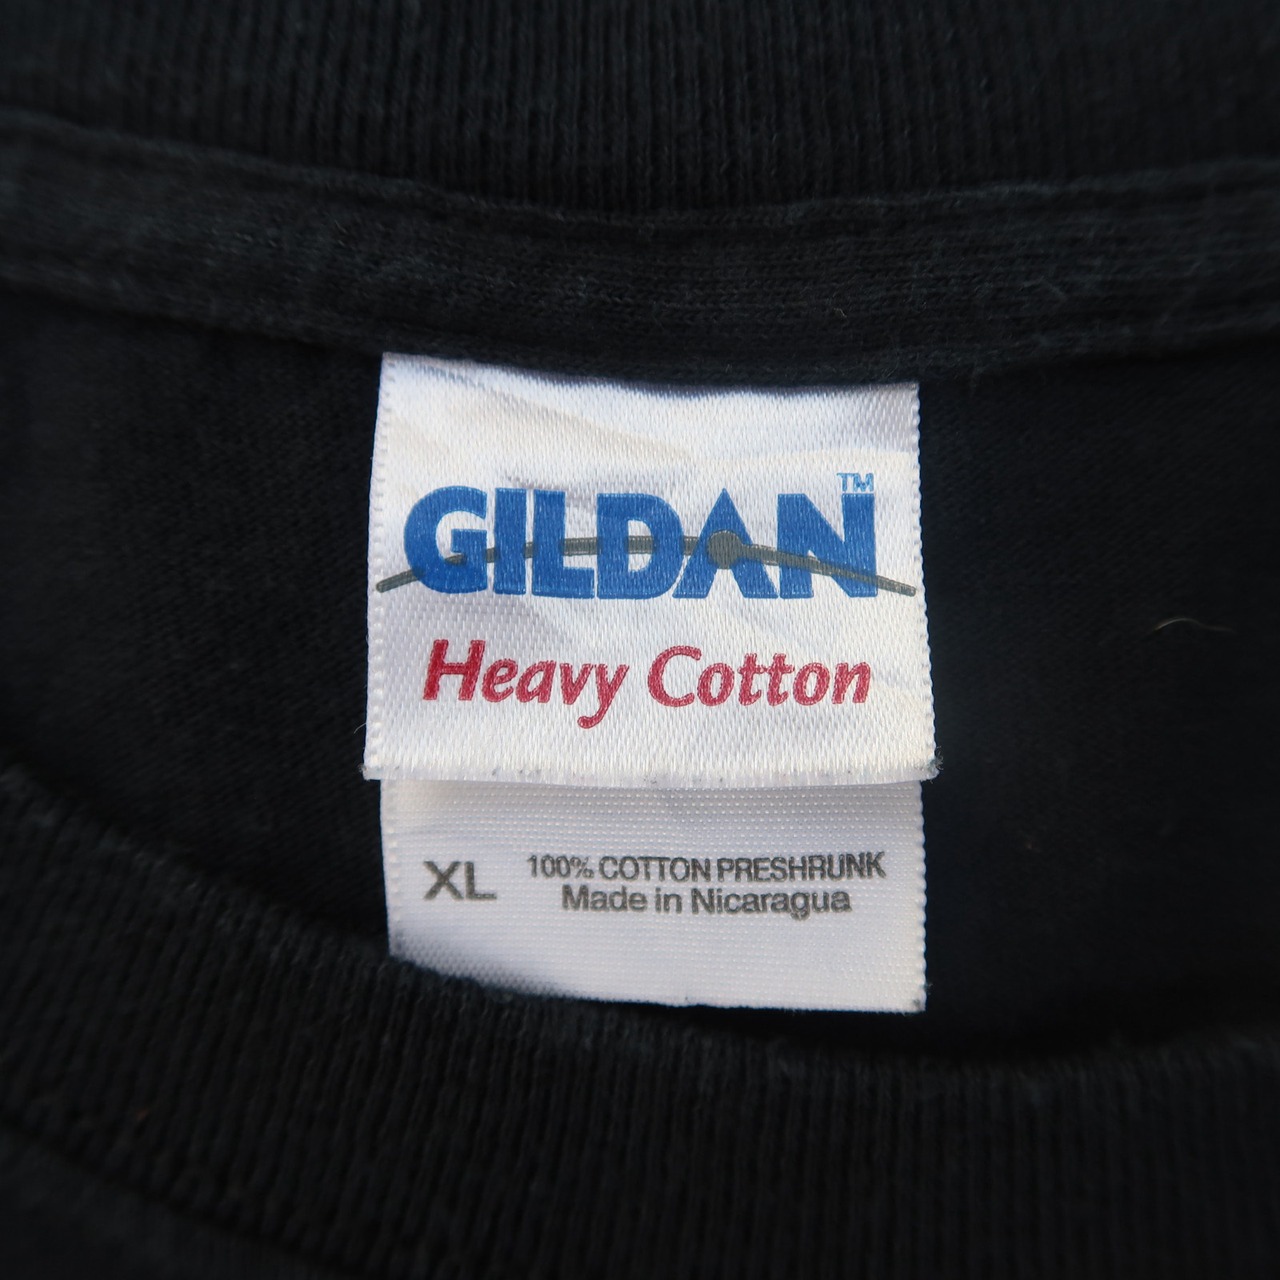 GILDAN™
Heavy Cotton
XL 100% COTTON PRESHRUNK
Made in Nicaragua